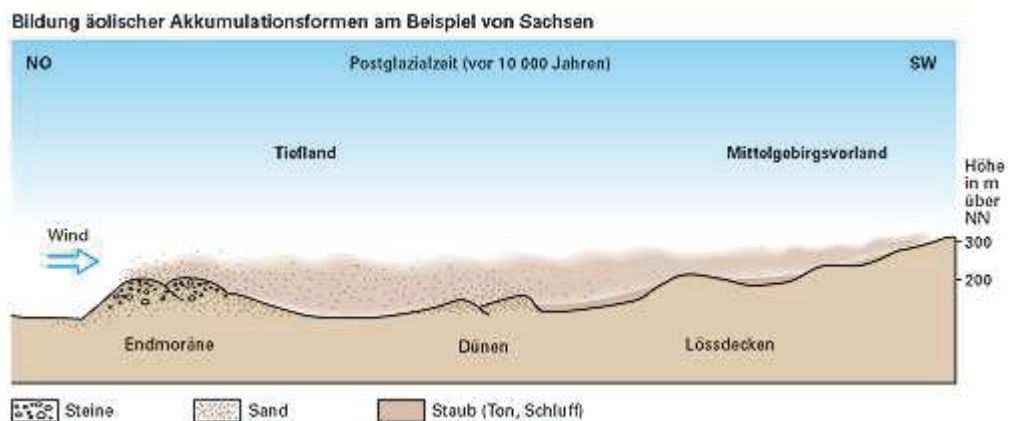 Bildung äolischer Akkumulationsformen am Beispiel von Sachsen
NO
Postglazialzeit (vor 10 000 Jahren)
SW
Tiefland
Mittelgebirgsvorland
Höhe
in m
über
NN
Wind
300
200
Endmoräne
Dünen
Lössdecken
Steine
Sand
Staub (Ton, Schluff)